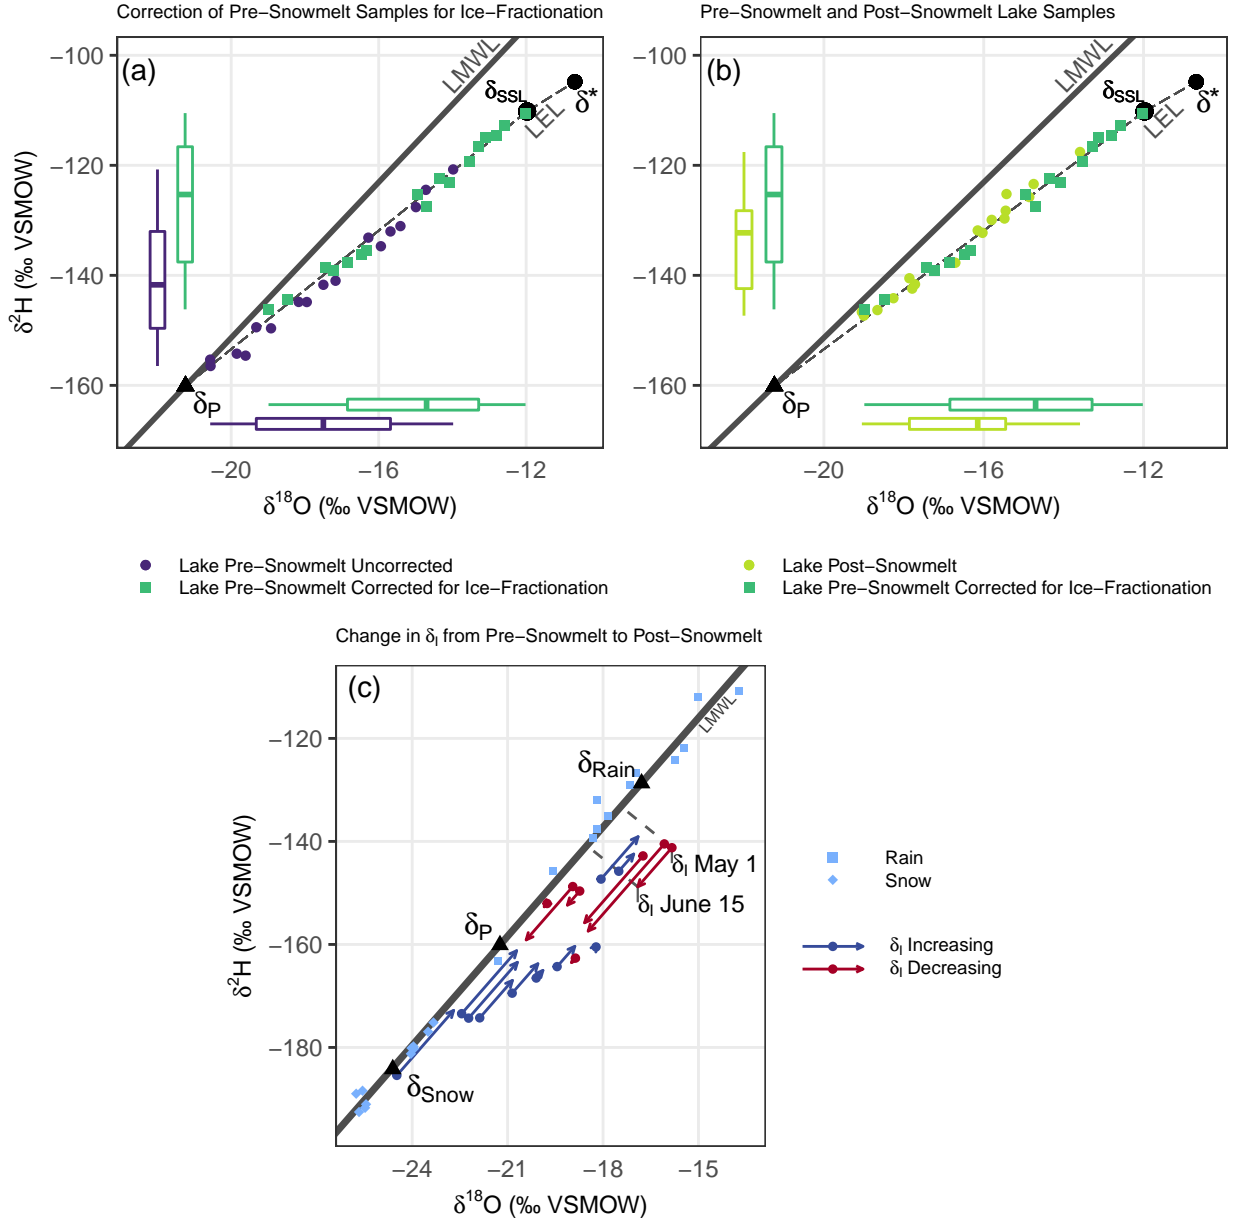 Correction of Pre−Snowmelt Samples for Ice−Fractionation
(a)
LMWL
δSSL
δ*
LEL
δP
−100
−120
−140
−160
δ²H (‰ VSMOW)
−20
−16
−12
δ¹⁸O (‰ VSMOW)
Lake Pre−Snowmelt Uncorrected
Lake Pre−Snowmelt Corrected for Ice−Fractionation
Pre−Snowmelt and Post−Snowmelt Lake Samples
(b)
LMWL
δSSL
δ*
LEL
δP
−100
−120
−140
−160
−20
−16
−12
δ¹⁸O (‰ VSMOW)
Lake Post−Snowmelt
Lake Pre−Snowmelt Corrected for Ice−Fractionation
Change in δI from Pre−Snowmelt to Post−Snowmelt
(c)
LMWL
δRain
δI May 1
δI June 15
δP
δSnow
−120
−140
−160
−180
δ²H (‰ VSMOW)
−24
−21
−18
−15
δ¹⁸O (‰ VSMOW)
Rain
Snow
δI Increasing
δI Decreasing